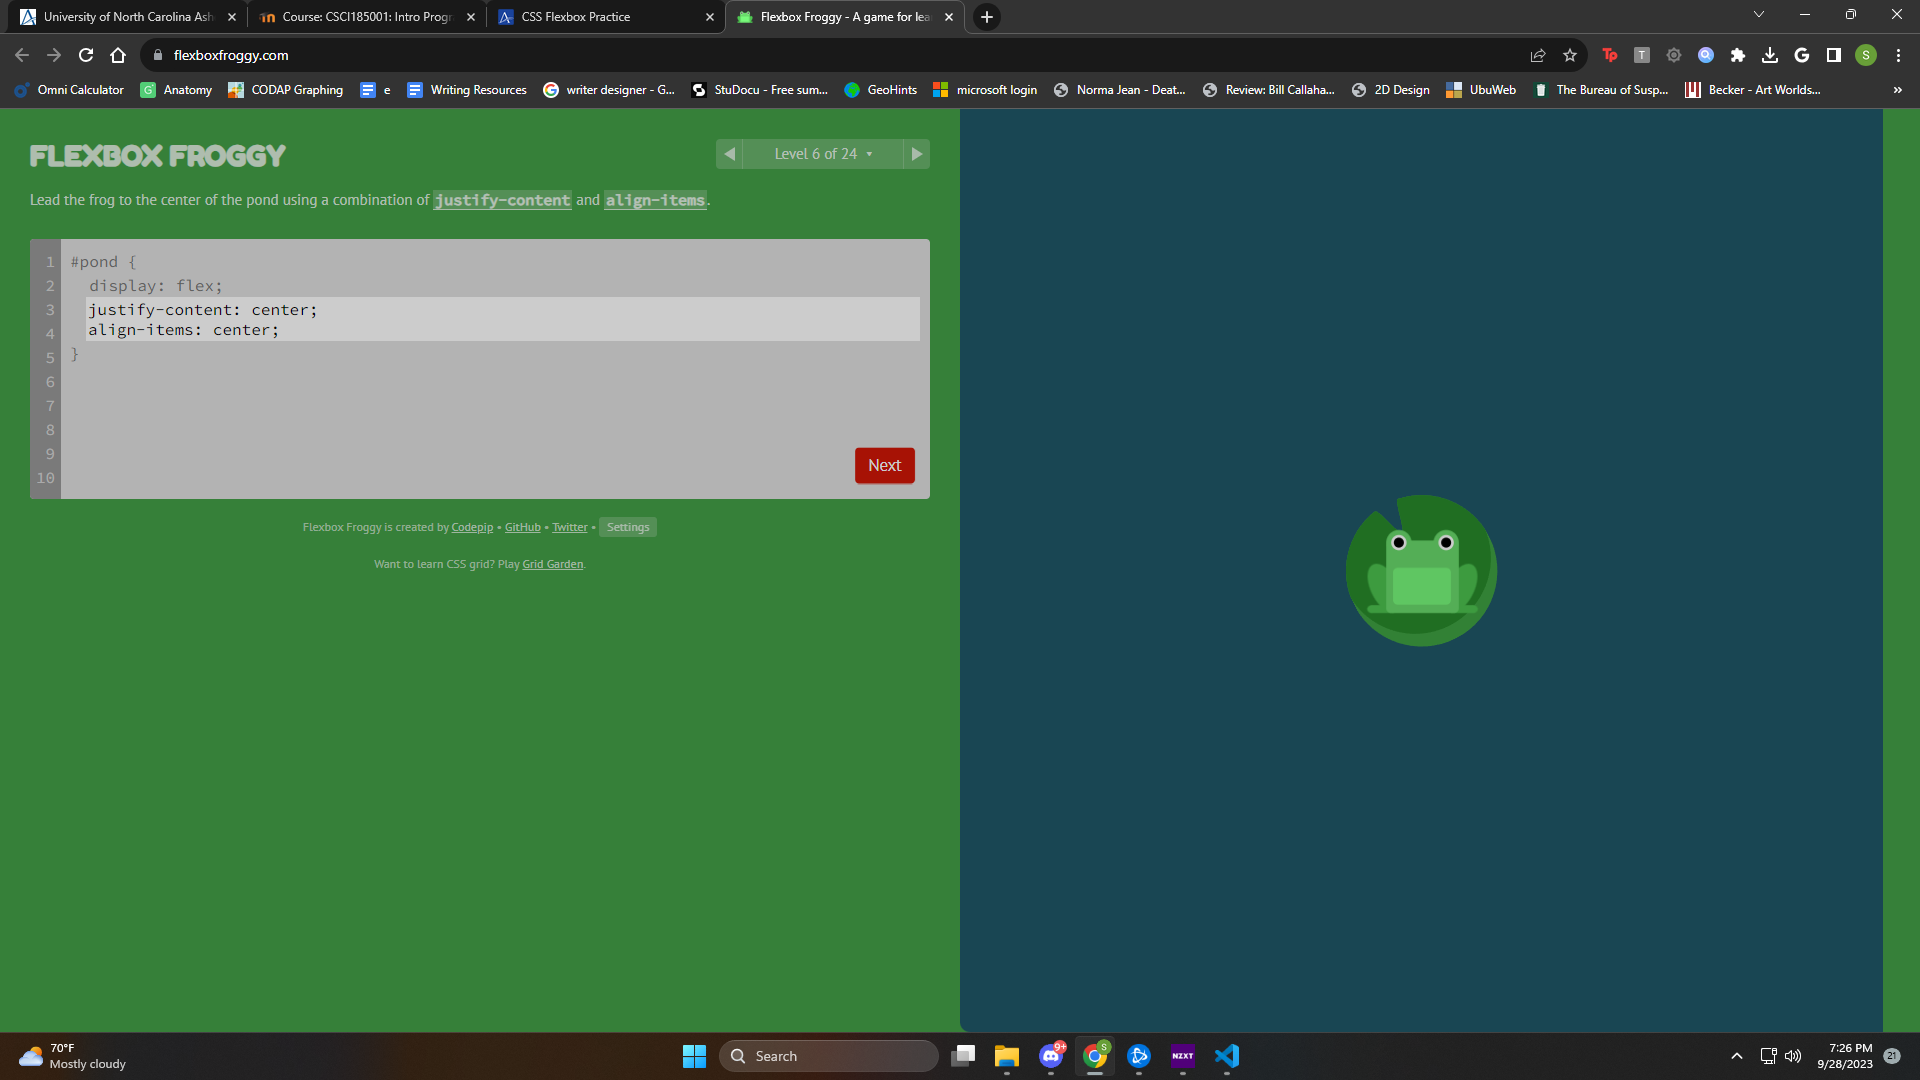 University of North Carolina Ash
Course: CSCI185001: Intro Progr
CSS Flexbox Practice
Flexbox Froggy - A game for lea
flexboxfroggy.com
Tp
T
G
S
Omni Calculator
G
Anatomy
CODAP Graphing
e
Writing Resources
writer designer - G...
StuDocu - Free sum...
GeoHints
microsoft login
Norma Jean - Deat...
Review: Bill Callaha...
2D Design
UbuWeb
The Bureau of Susp...
Becker - Art Worlds...
»
FLEXBOX FROGGY
Level 6 of 24
Lead the frog to the center of the pond using a combination of justify-content and align-items.
1 #pond {
2 display: flex;
3 justify-content: center;
4 align-items: center;
5 }
6
7
8
9
10
Next
Flexbox Froggy is created by Codepip • GitHub • Twitter • Settings
Want to learn CSS grid? Play Grid Garden.
70°F
Mostly cloudy
Search
9+
S
NZXT
7:26 PM
9/28/2023
21